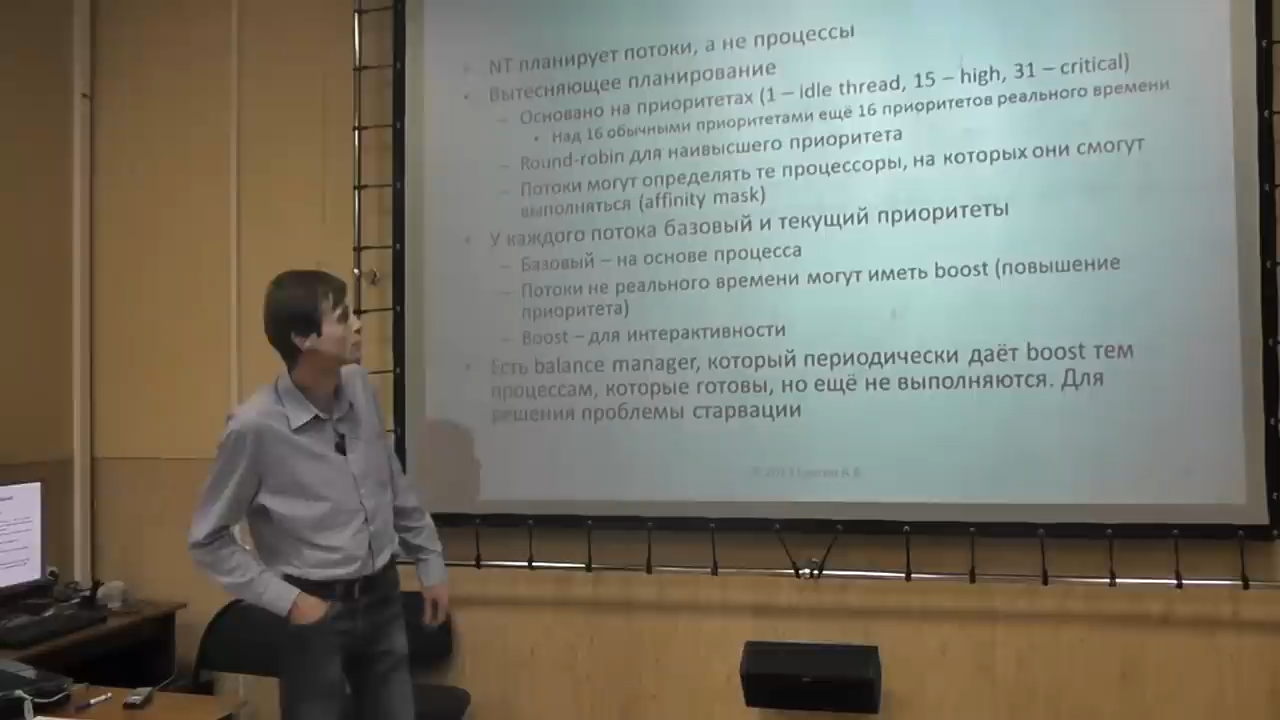 NT планирует потоки, а не процессы
Вытесняющее планирование
Основано на приоритетах (1 – idle thread, 15 – high, 31 – critical)
Над 16 обычными приоритетами ещё 16 приоритетов реального времени
Round-robin для наивысшего приоритета
Потоки могут определять те процессоры, на которых они смогут
выполняться (affinity mask)
У каждого потока базовый и текущий приоритеты
Базовый – на основе процесса
Потоки не реального времени могут иметь boost (повышение
приоритета)
Boost – для интерактивности
Есть balance manager, который периодически даёт boost тем
процессам, которые готовы, но ещё не выполняются. Для
решения проблемы старвации